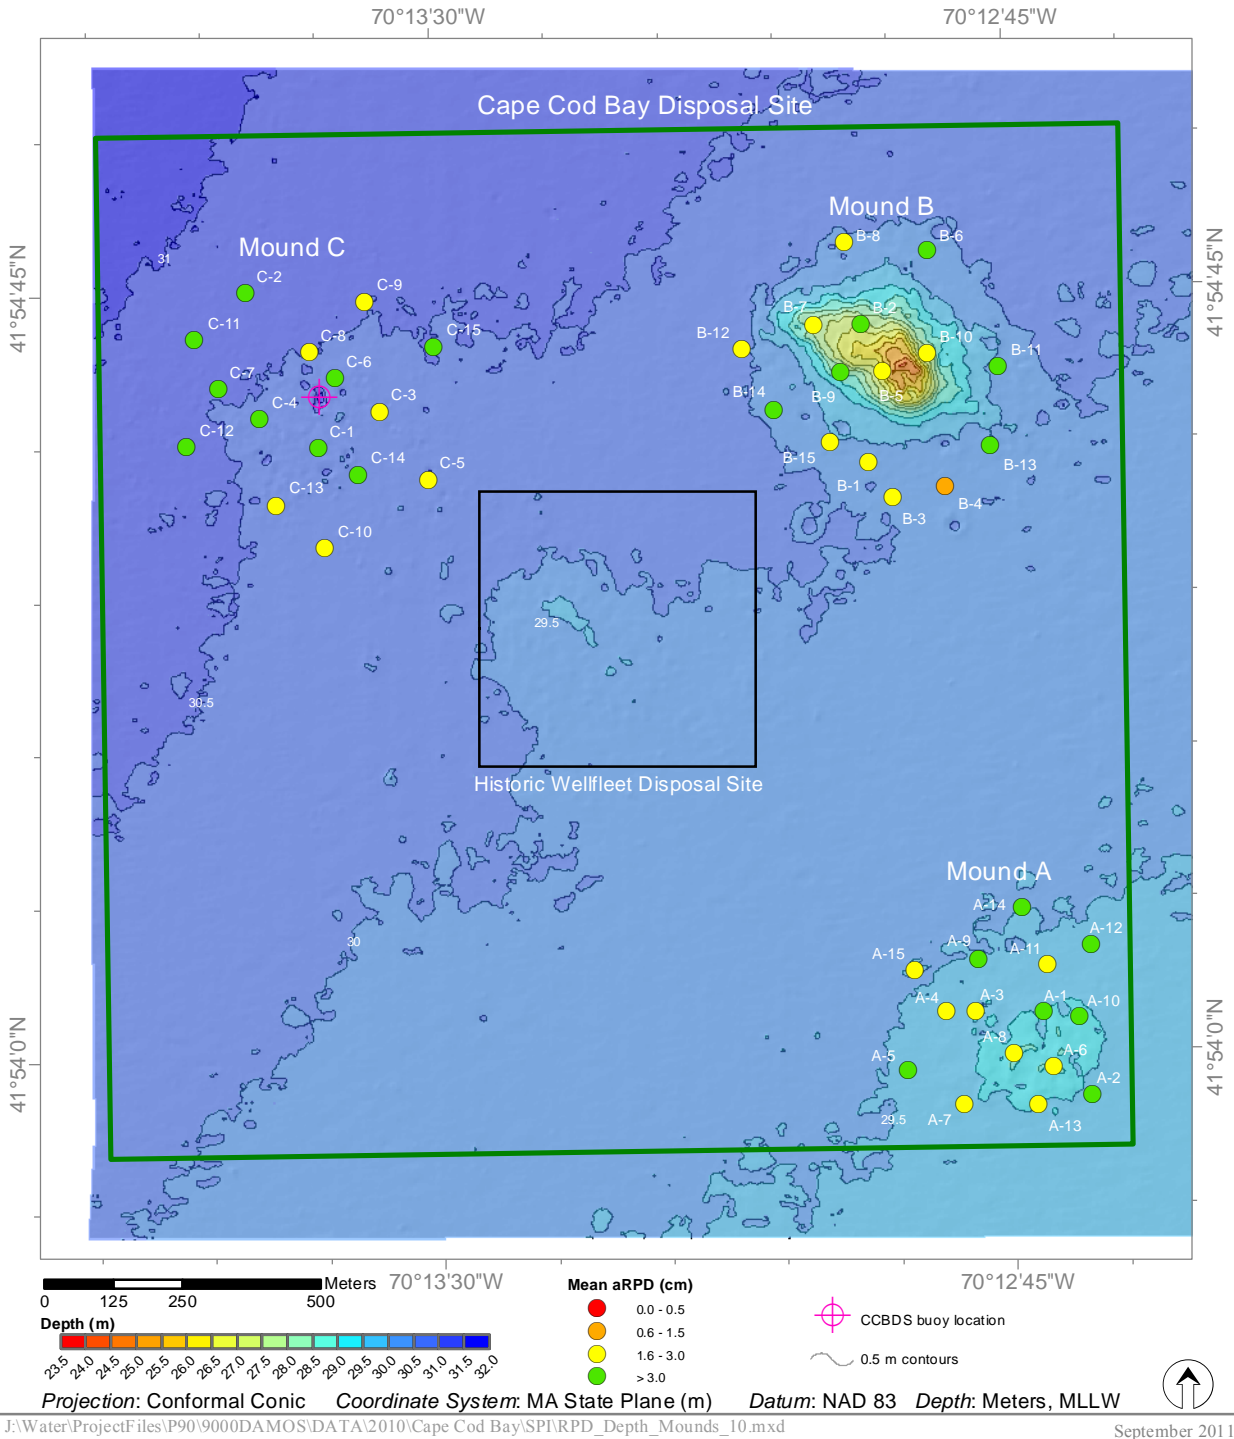 70°13'30"W 70°12'45"W
Cape Cod Bay Disposal Site
Mound B
B-8 B-6
Mound C
31
41°54'45"N
41°54'45"N
C-2
C-9
B-7 B-2
C-11
C-8 C-15
B-12 B-10
C-6
B-11
C-7
C-4 C-3
B-14 B-9 B-5
C-12 C-1
C-14 C-5
B-15 B-1 B-13
C-13
B-3 B-4
C-10
29.5
30.5
Historic Wellfleet Disposal Site
Mound A
A-14
A-12
30
A-9 A-11
A-15
A-4 A-3 A-1 A-10
41°54'0"N
41°54'0"N
A-8
A-5 A-6
A-2
29.5 A-7 A-13
70°13'30"W 70°12'45"W
Meters
0 125 250 500
Depth (m)
23.5 24.0 24.5 25.0 25.5 26.0 26.5 27.0 27.5 28.0 28.5 29.0 29.5 30.0 30.5 31.0 31.5 32.0
Mean aRPD (cm)
0.0 - 0.5
0.6 - 1.5
1.6 - 3.0
> 3.0
CCBDS buoy location
0.5 m contours
Projection: Conformal Conic Coordinate System: MA State Plane (m) Datum: NAD 83 Depth: Meters, MLLW
J:\Water\ProjectFiles\P90\9000DAMOS\DATA\2010\Cape Cod Bay\SPI\RPD_Depth_Mounds_10.mxd
September 2011